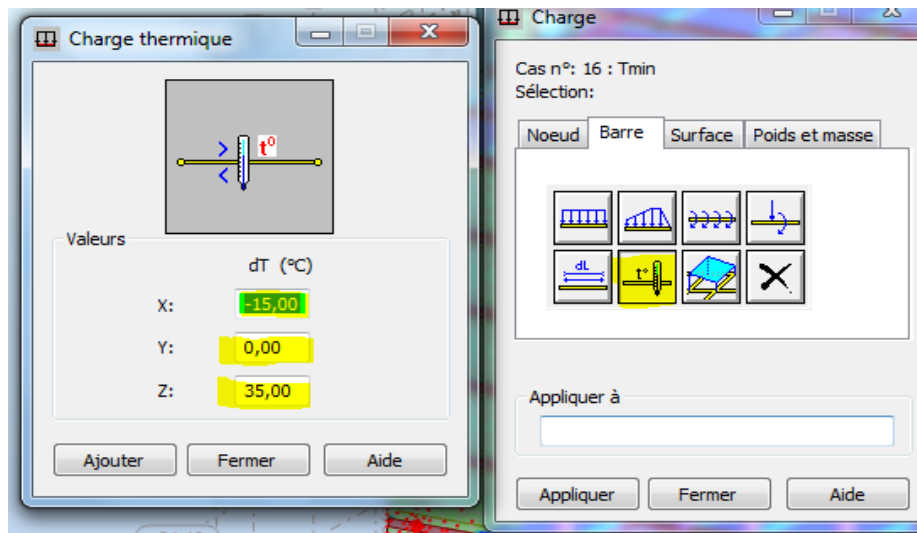 Charge thermique
t°
Valeurs
dT (°C)
X: -15,00
Y: 0,00
Z: 35,00
Ajouter Fermer Aide
Charge
Cas n°: 16 : Tmin
Sélection:
Noeud Barre Surface Poids et masse
dL t°
Appliquer à
Appliquer Fermer Aide